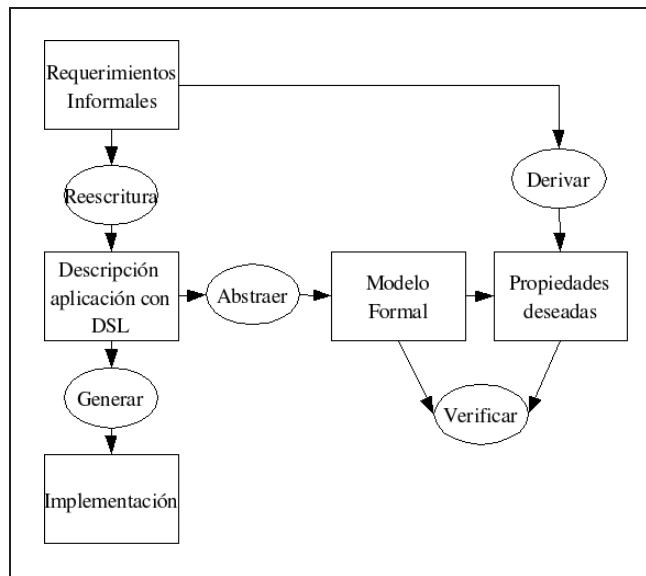 Requerimientos
Informales
Reescritura
Derivar
Descripción
aplicación con
DSL
Abstraer
Modelo
Formal
Propiedades
deseadas
Generar
Verificar
Implementación